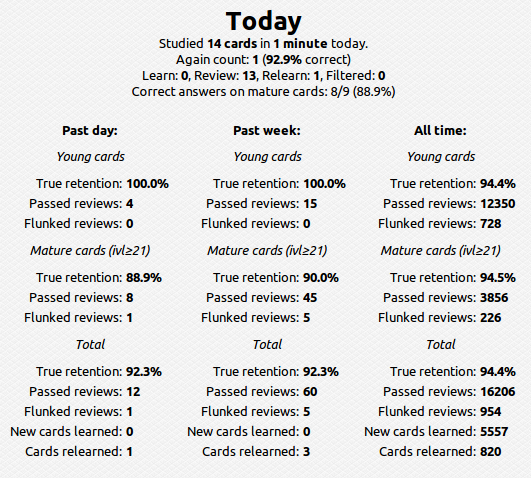 Today
Studied 14 cards in 1 minute today.
Again count: 1 (92.9% correct)
Learn: 0, Review: 13, Relearn: 1, Filtered: 0
Correct answers on mature cards: 8/9 (88.9%)
Past day:
Young cards
True retention: 100.0%
Passed reviews: 4
Flunked reviews: 0
Mature cards (ivl≥21)
True retention: 88.9%
Passed reviews: 8
Flunked reviews: 1
Total
True retention: 92.3%
Passed reviews: 12
Flunked reviews: 1
New cards learned: 0
Cards relearned: 1
Past week:
Young cards
True retention: 100.0%
Passed reviews: 15
Flunked reviews: 0
Mature cards (ivl≥21)
True retention: 90.0%
Passed reviews: 45
Flunked reviews: 5
Total
True retention: 92.3%
Passed reviews: 60
Flunked reviews: 5
New cards learned: 0
Cards relearned: 3
All time:
Young cards
True retention: 94.4%
Passed reviews: 12350
Flunked reviews: 728
Mature cards (ivl≥21)
True retention: 94.5%
Passed reviews: 3856
Flunked reviews: 226
Total
True retention: 94.4%
Passed reviews: 16206
Flunked reviews: 954
New cards learned: 5557
Cards relearned: 820